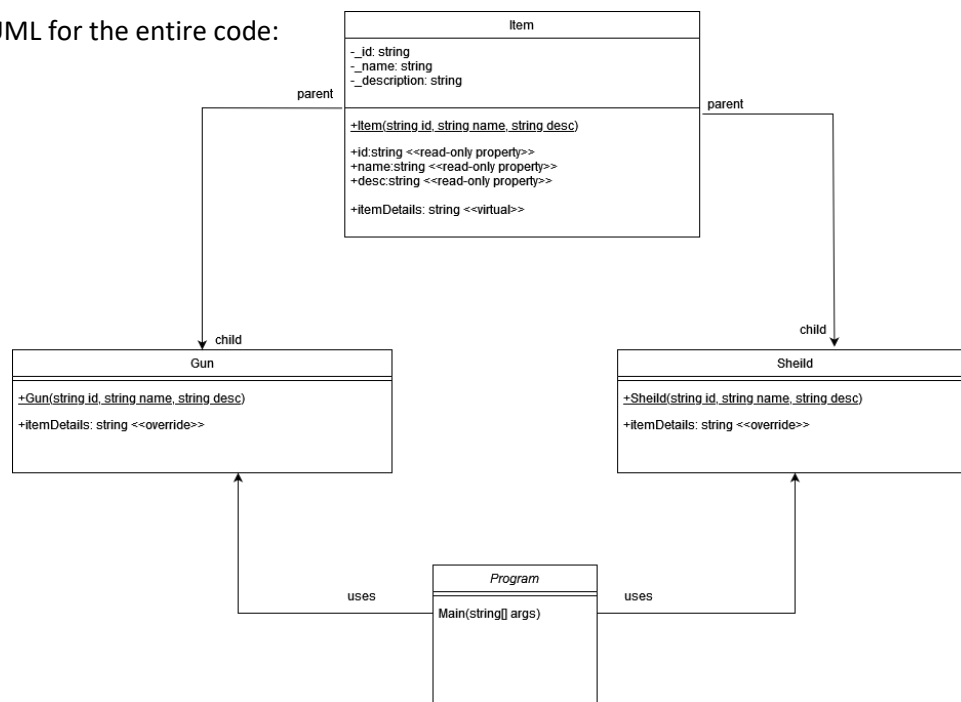 UML for the entire code:
Item
-_id: string
-_name: string
-_description: string
parent
parent
+Item(string id, string name, string desc)
+id:string <<read-only property>>
+name:string <<read-only property>>
+desc:string <<read-only property>>
+itemDetails: string <<virtual>>
child
child
Gun
+Gun(string id, string name, string desc)
+itemDetails: string <<override>>
Sheild
+Sheild(string id, string name, string desc)
+itemDetails: string <<override>>
uses
uses
Program
Main(string[] args)